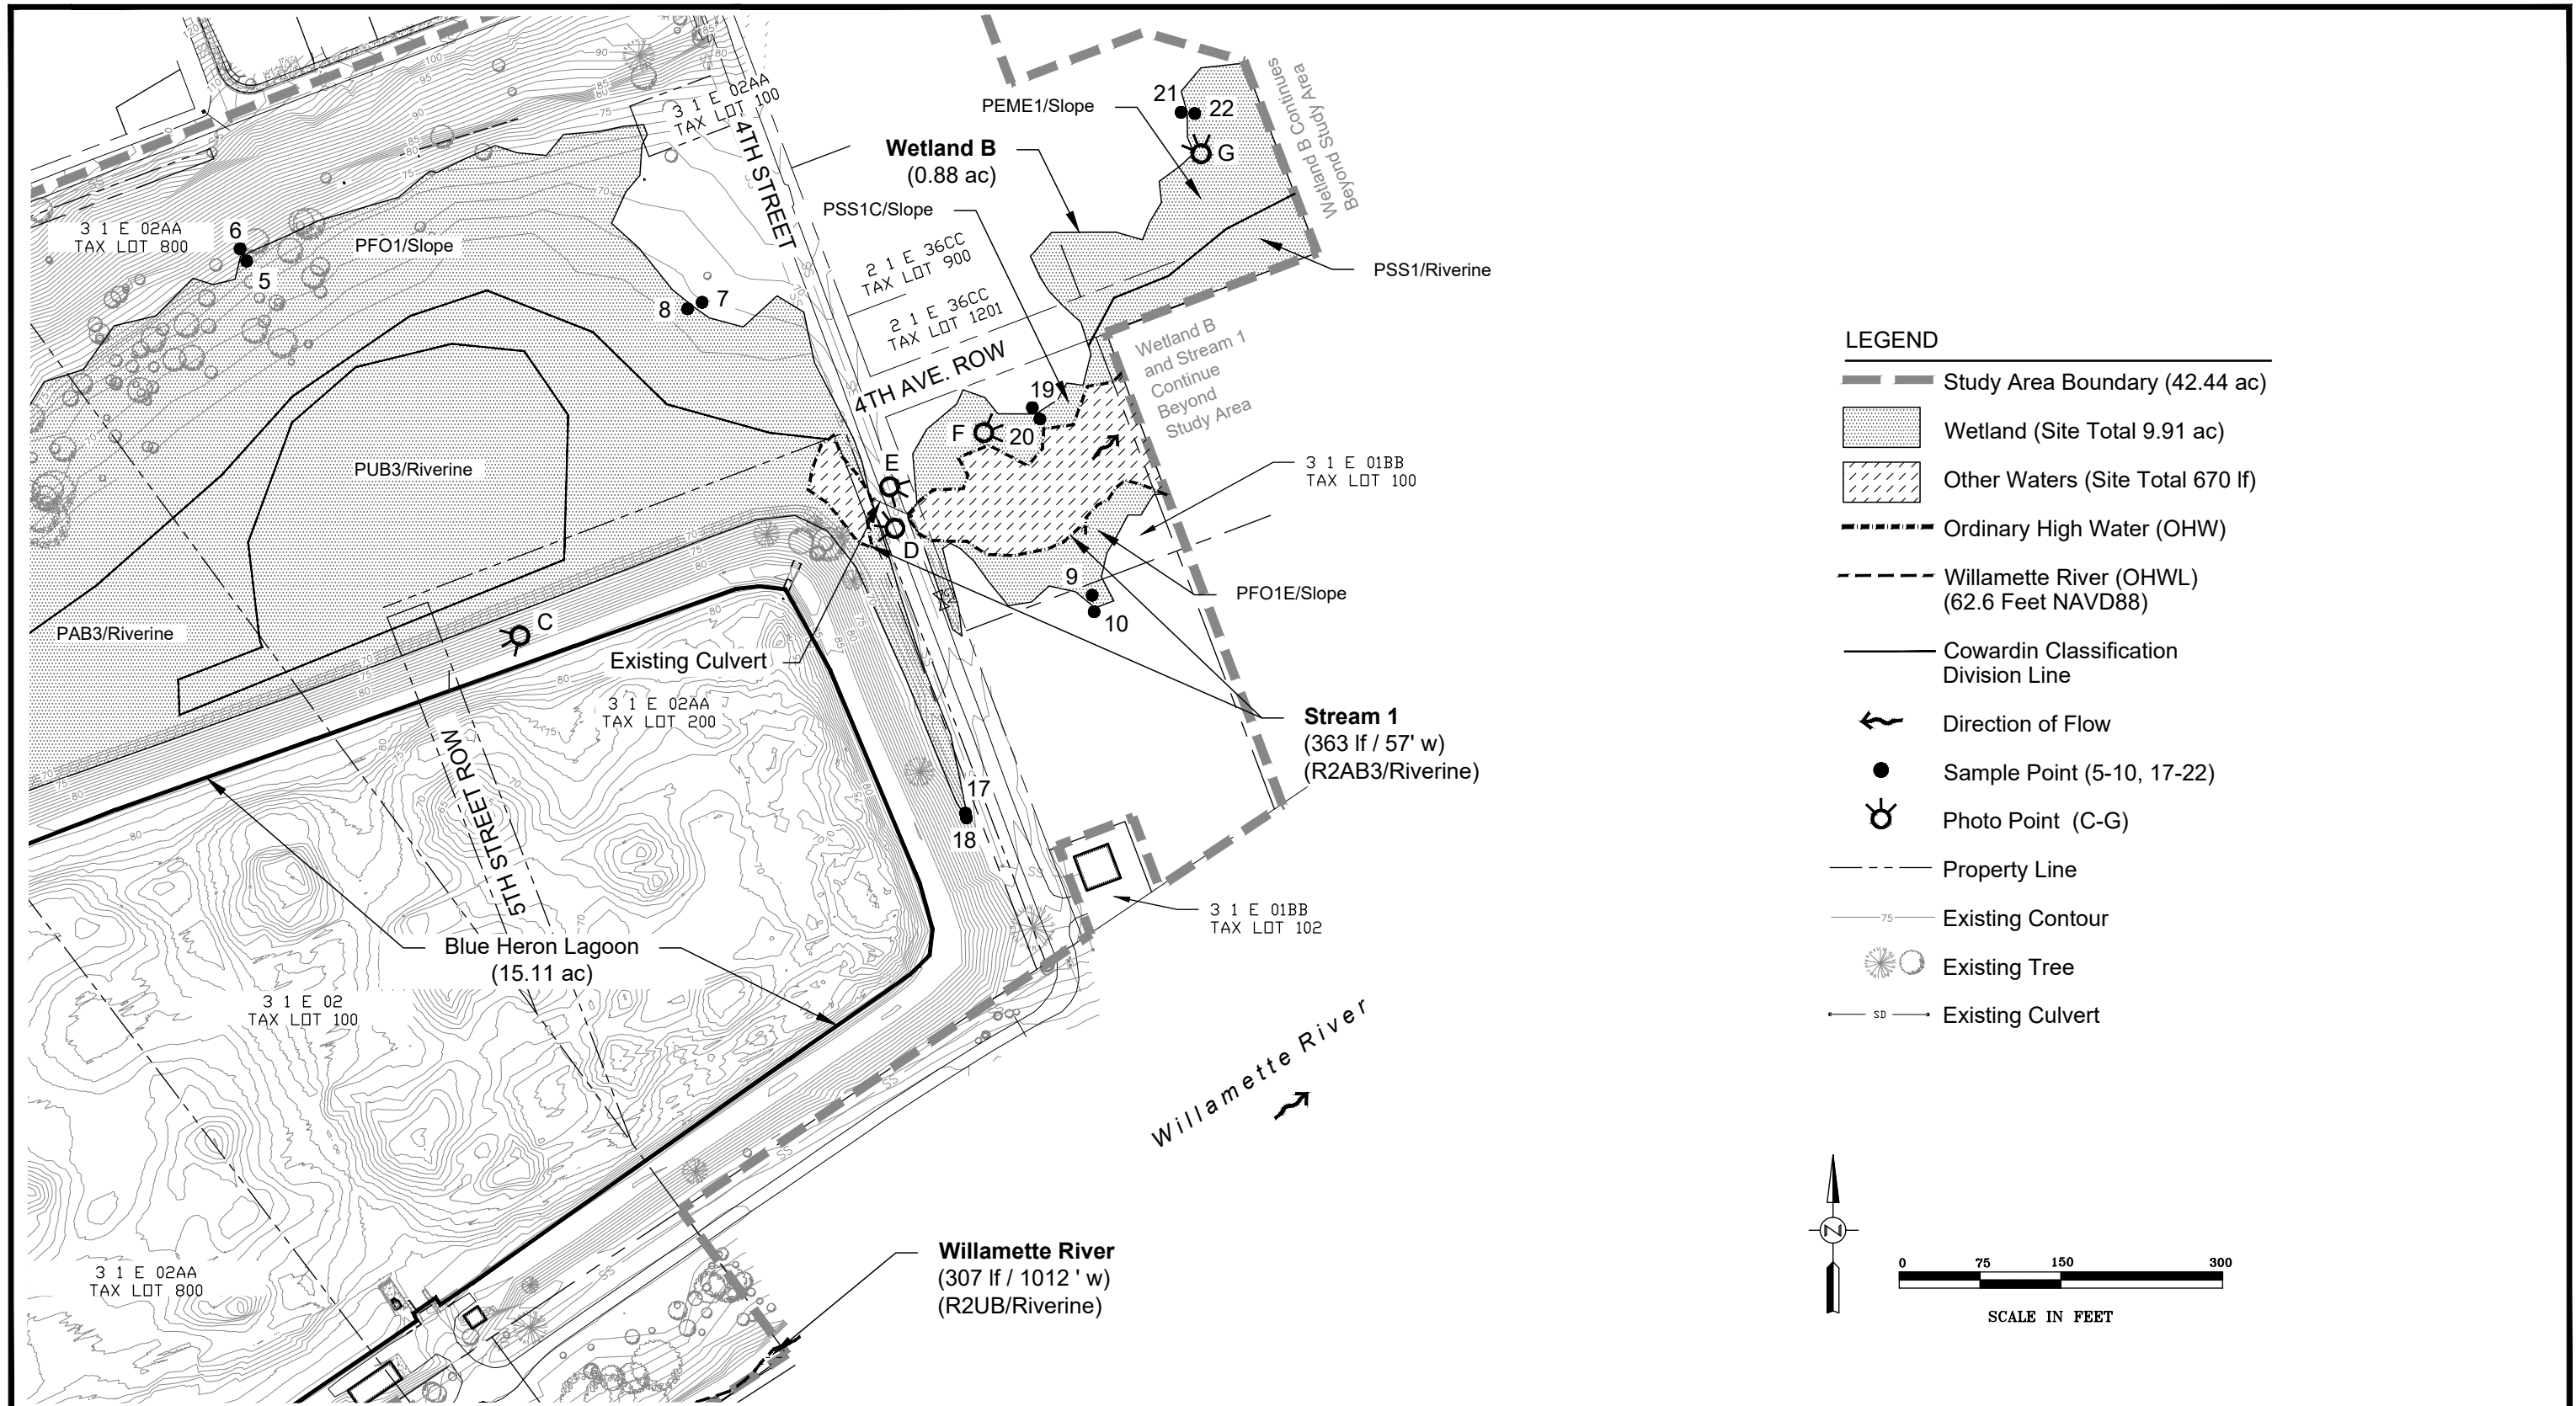 3 1 E 02AA
TAX LOT 100
4TH STREET
PEME1/Slope
21
22
G
Wetland B Continues
Beyond Study Area
Wetland B
(0.88 ac)
PSS1C/Slope
3 1 E 02AA
TAX LOT 800
6
5
PFO1/Slope
2 1 E 36CC
TAX LOT 900
PSS1/Riverine
8
7
2 1 E 36CC
TAX LOT 1201
4TH AVE. ROW
Wetland B
and Stream 1
Continue
Beyond
Study Area
19
F
20
E
D
PUB3/Riverine
3 1 E 01BB
TAX LOT 100
9
10
PFO1E/Slope
PAB3/Riverine
C
Existing Culvert
3 1 E 02AA
TAX LOT 200
Stream 1
(363 lf / 57' w)
(R2AB3/Riverine)
5TH STREET ROW
17
18
3 1 E 01BB
TAX LOT 102
Blue Heron Lagoon
(15.11 ac)
3 1 E 02
TAX LOT 100
Willamette River
Willamette River
(307 lf / 1012 ' w)
(R2UB/Riverine)
3 1 E 02AA
TAX LOT 800
LEGEND
Study Area Boundary (42.44 ac)
Wetland (Site Total 9.91 ac)
Other Waters (Site Total 670 lf)
Ordinary High Water (OHW)
Willamette River (OHWL)
(62.6 Feet NAVD88)
Cowardin Classification
Division Line
Direction of Flow
Sample Point (5-10, 17-22)
Photo Point (C-G)
Property Line
75
Existing Contour
Existing Tree
SD
Existing Culvert
N
0 75 150 300
SCALE IN FEET